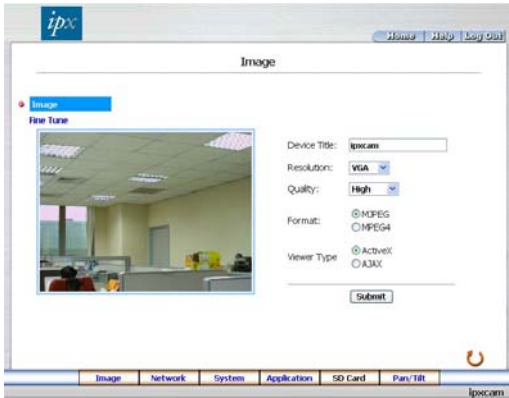 ipx
Home Help Log Out
Image
Image
Fine Tune
Device Title: ipxcam
Resolution: VGA
Quality: High
Format: MJPEG
MPEG4
Viewer Type ActiveX
AJAX
Submit
Image Network System Application SD Card Pan/Tilt
ipxcam